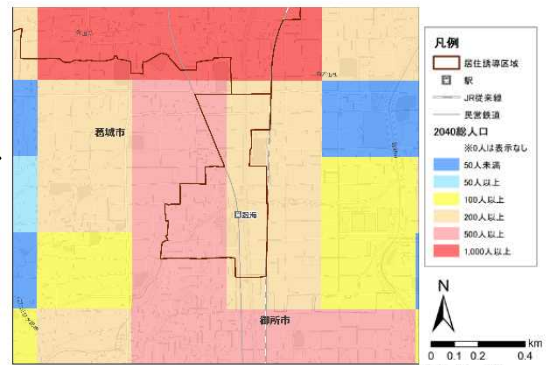 葛城市
御所市
凡例
居住誘導区域
駅
JR従来線
民営鉄道
2040総人口
※0人は表示なし
50人未満
50人以上
100人以上
200人以上
500人以上
1,000人以上
N
km
0 0.1 0.2 0.4